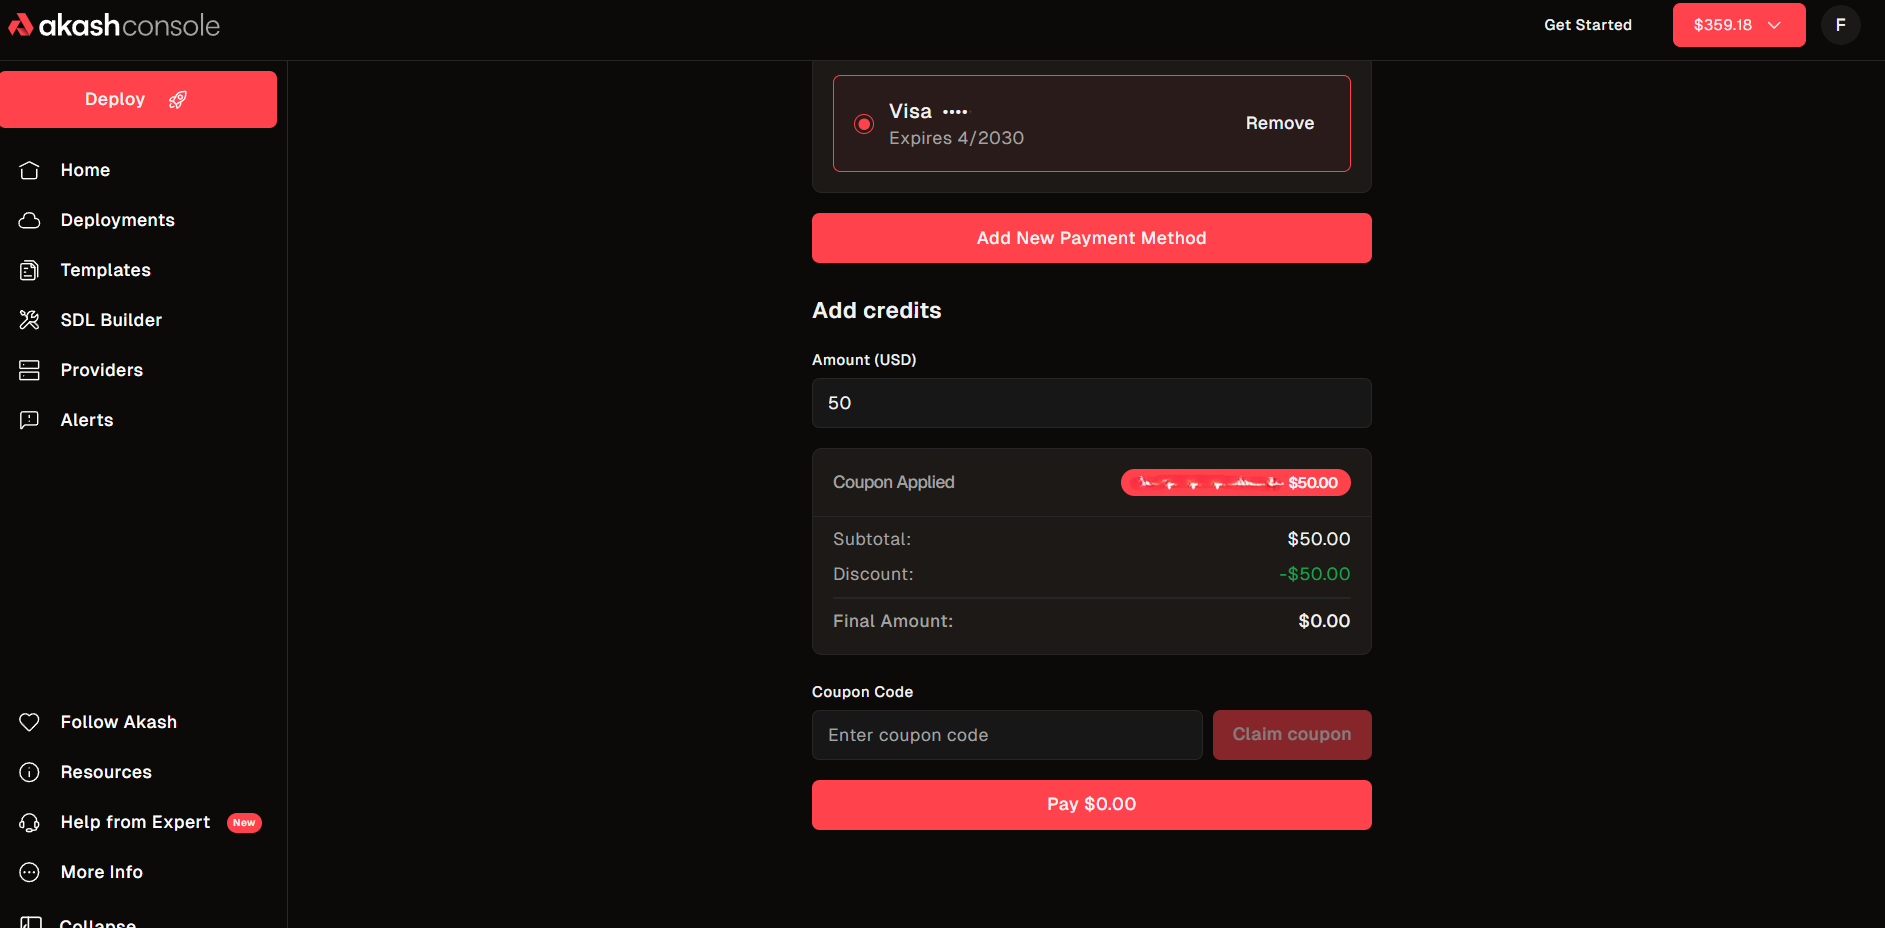 akashconsole
Get Started
$359.18
F
Deploy
Home
Deployments
Templates
SDL Builder
Providers
Alerts
Follow Akash
Resources
Help from Expert New
More Info
Collapse
Visa ····
Expires 4/2030
Remove
Add New Payment Method
Add credits
Amount (USD)
50
Coupon Applied
$50.00
Subtotal: $50.00
Discount: -$50.00
Final Amount: $0.00
Coupon Code
Enter coupon code
Claim coupon
Pay $0.00